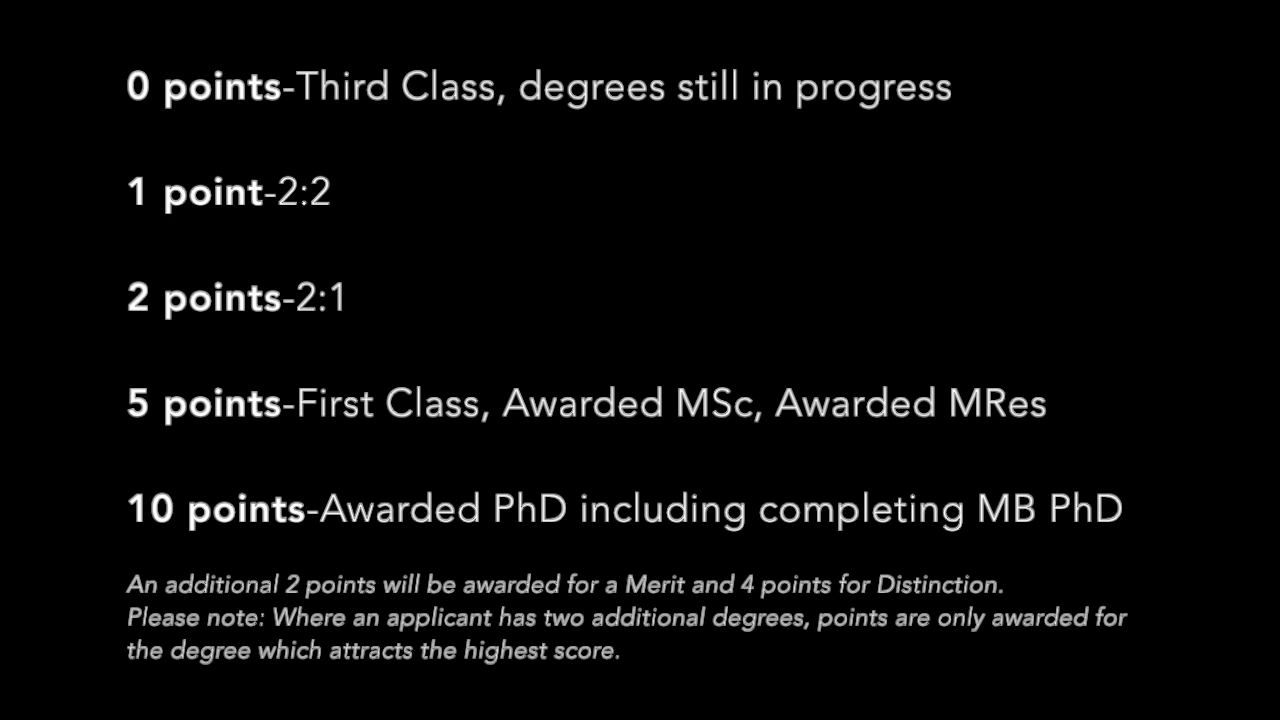 0 points-Third Class, degrees still in progress
1 point-2:2
2 points-2:1
5 points-First Class, Awarded MSc, Awarded MRes
10 points-Awarded PhD including completing MB PhD
An additional 2 points will be awarded for a Merit and 4 points for Distinction.
Please note: Where an applicant has two additional degrees, points are only awarded for
the degree which attracts the highest score.